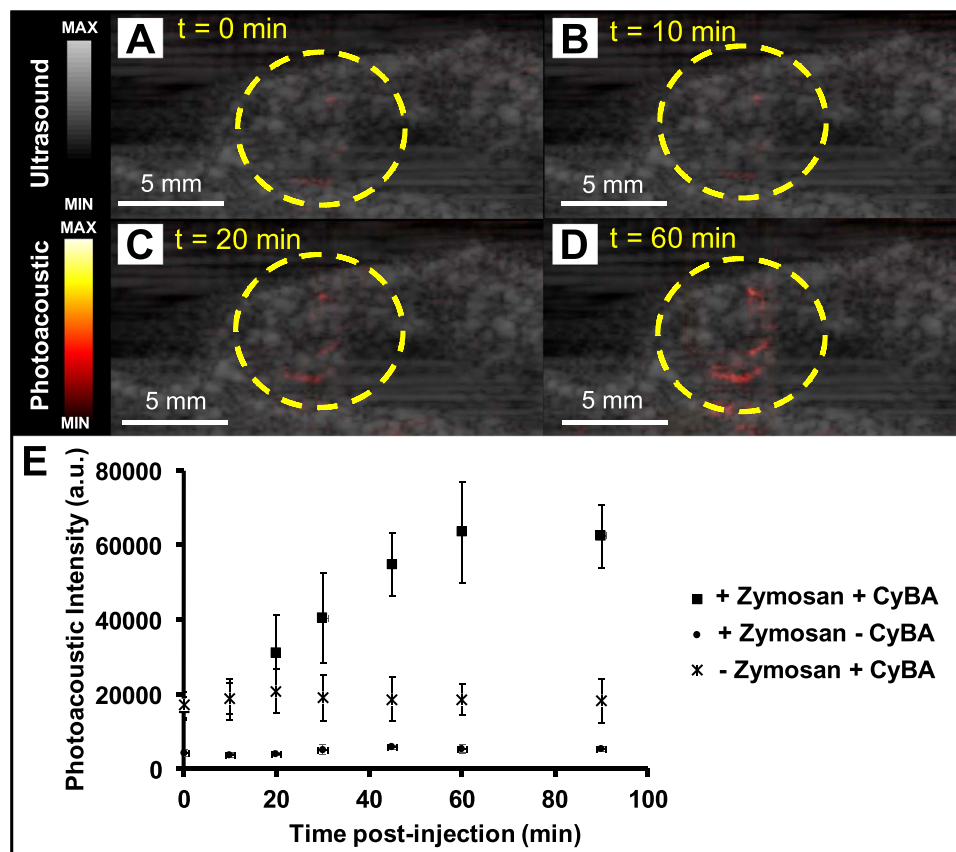 MAX
Ultrasound
MIN
MAX
Photoacoustic
MIN
A t = 0 min
5 mm
B t = 10 min
5 mm
C t = 20 min
5 mm
D t = 60 min
5 mm
E
Photoacoustic Intensity (a.u.)
80000
60000
40000
20000
0
0 20 40 60 80 100
Time post-injection (min)
+ Zymosan + CyBA
+ Zymosan - CyBA
- Zymosan + CyBA